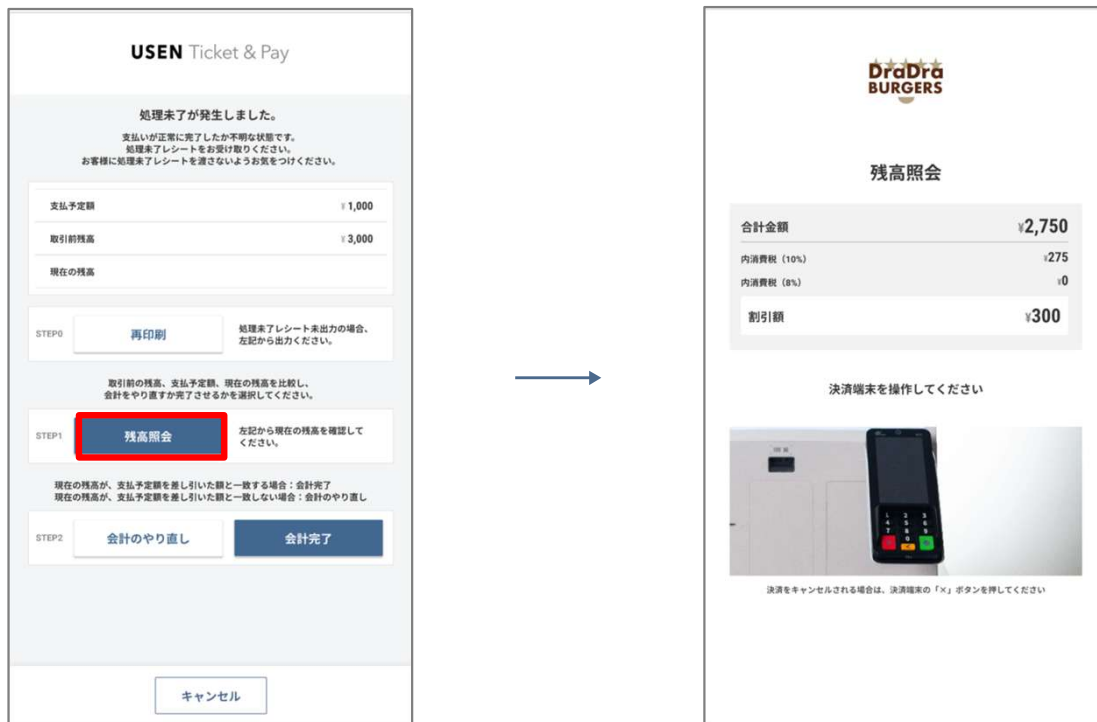 USEN Ticket & Pay
処理未了が発生しました。
支払いが正常に完了したか不明な状態です。
処理未了レシートをお受け取りください。
お客様に処理未了レシートを渡さないようお気をつけください。
支払予定額 ¥ 1,000
取引前残高 ¥ 3,000
現在の残高
STEP0 再印刷 処理未了レシート未出力の場合、
左記から出力ください。
取引前の残高、支払予定額、現在の残高を比較し、
会計をやり直すか完了させるかを選択してください。
STEP1 残高照会 左記から現在の残高を確認して
ください。
現在の残高が、支払予定額を差し引いた額と一致する場合：会計完了
現在の残高が、支払予定額を差し引いた額と一致しない場合：会計のやり直し
STEP2 会計のやり直し 会計完了
キャンセル
DraDra
BURGERS
残高照会
合計金額 ¥2,750
内消費税（10%） ¥275
内消費税（8%） ¥0
割引額 ¥300
決済端末を操作してください
1 2 3
4 5 6
7 8 9
0
決済をキャンセルされる場合は、決済端末の「×」ボタンを押してください